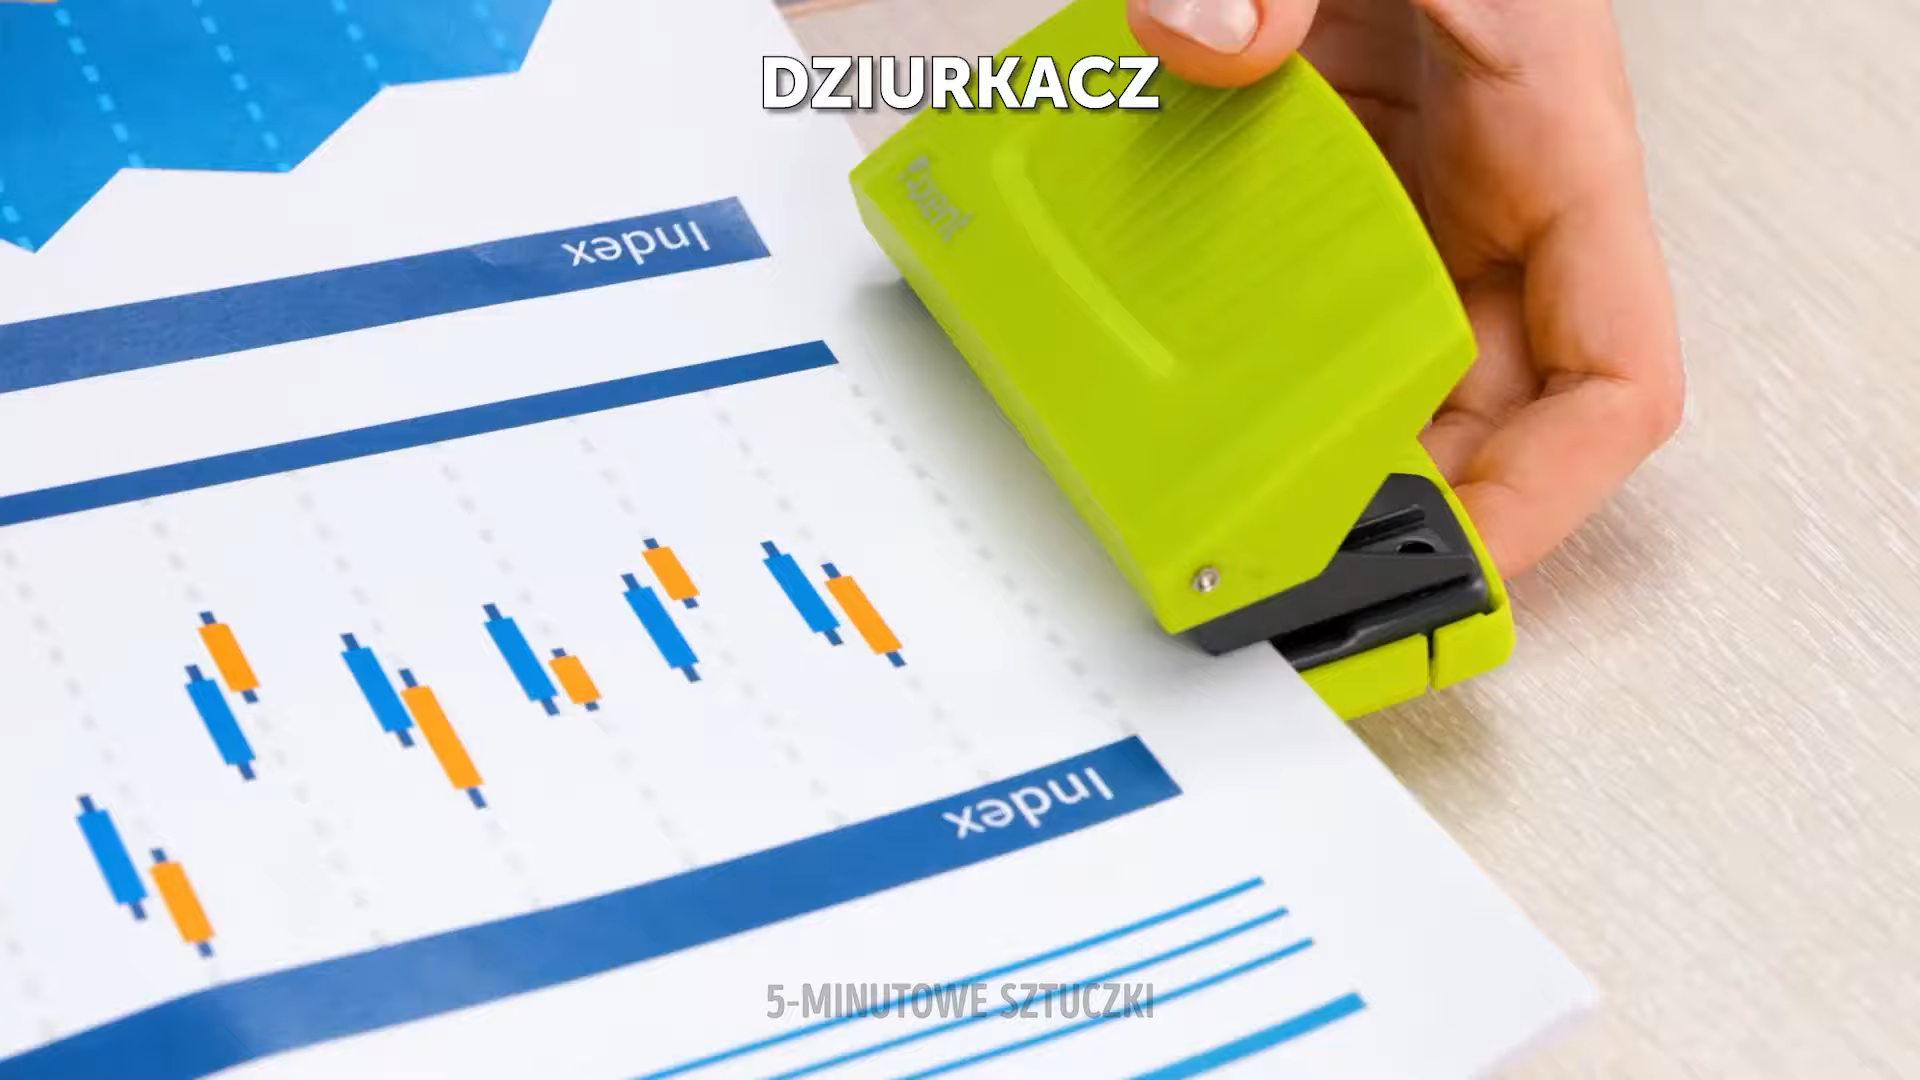 DZIURKACZ
Index
Index
5-MINUTOWE SZTUCZKI